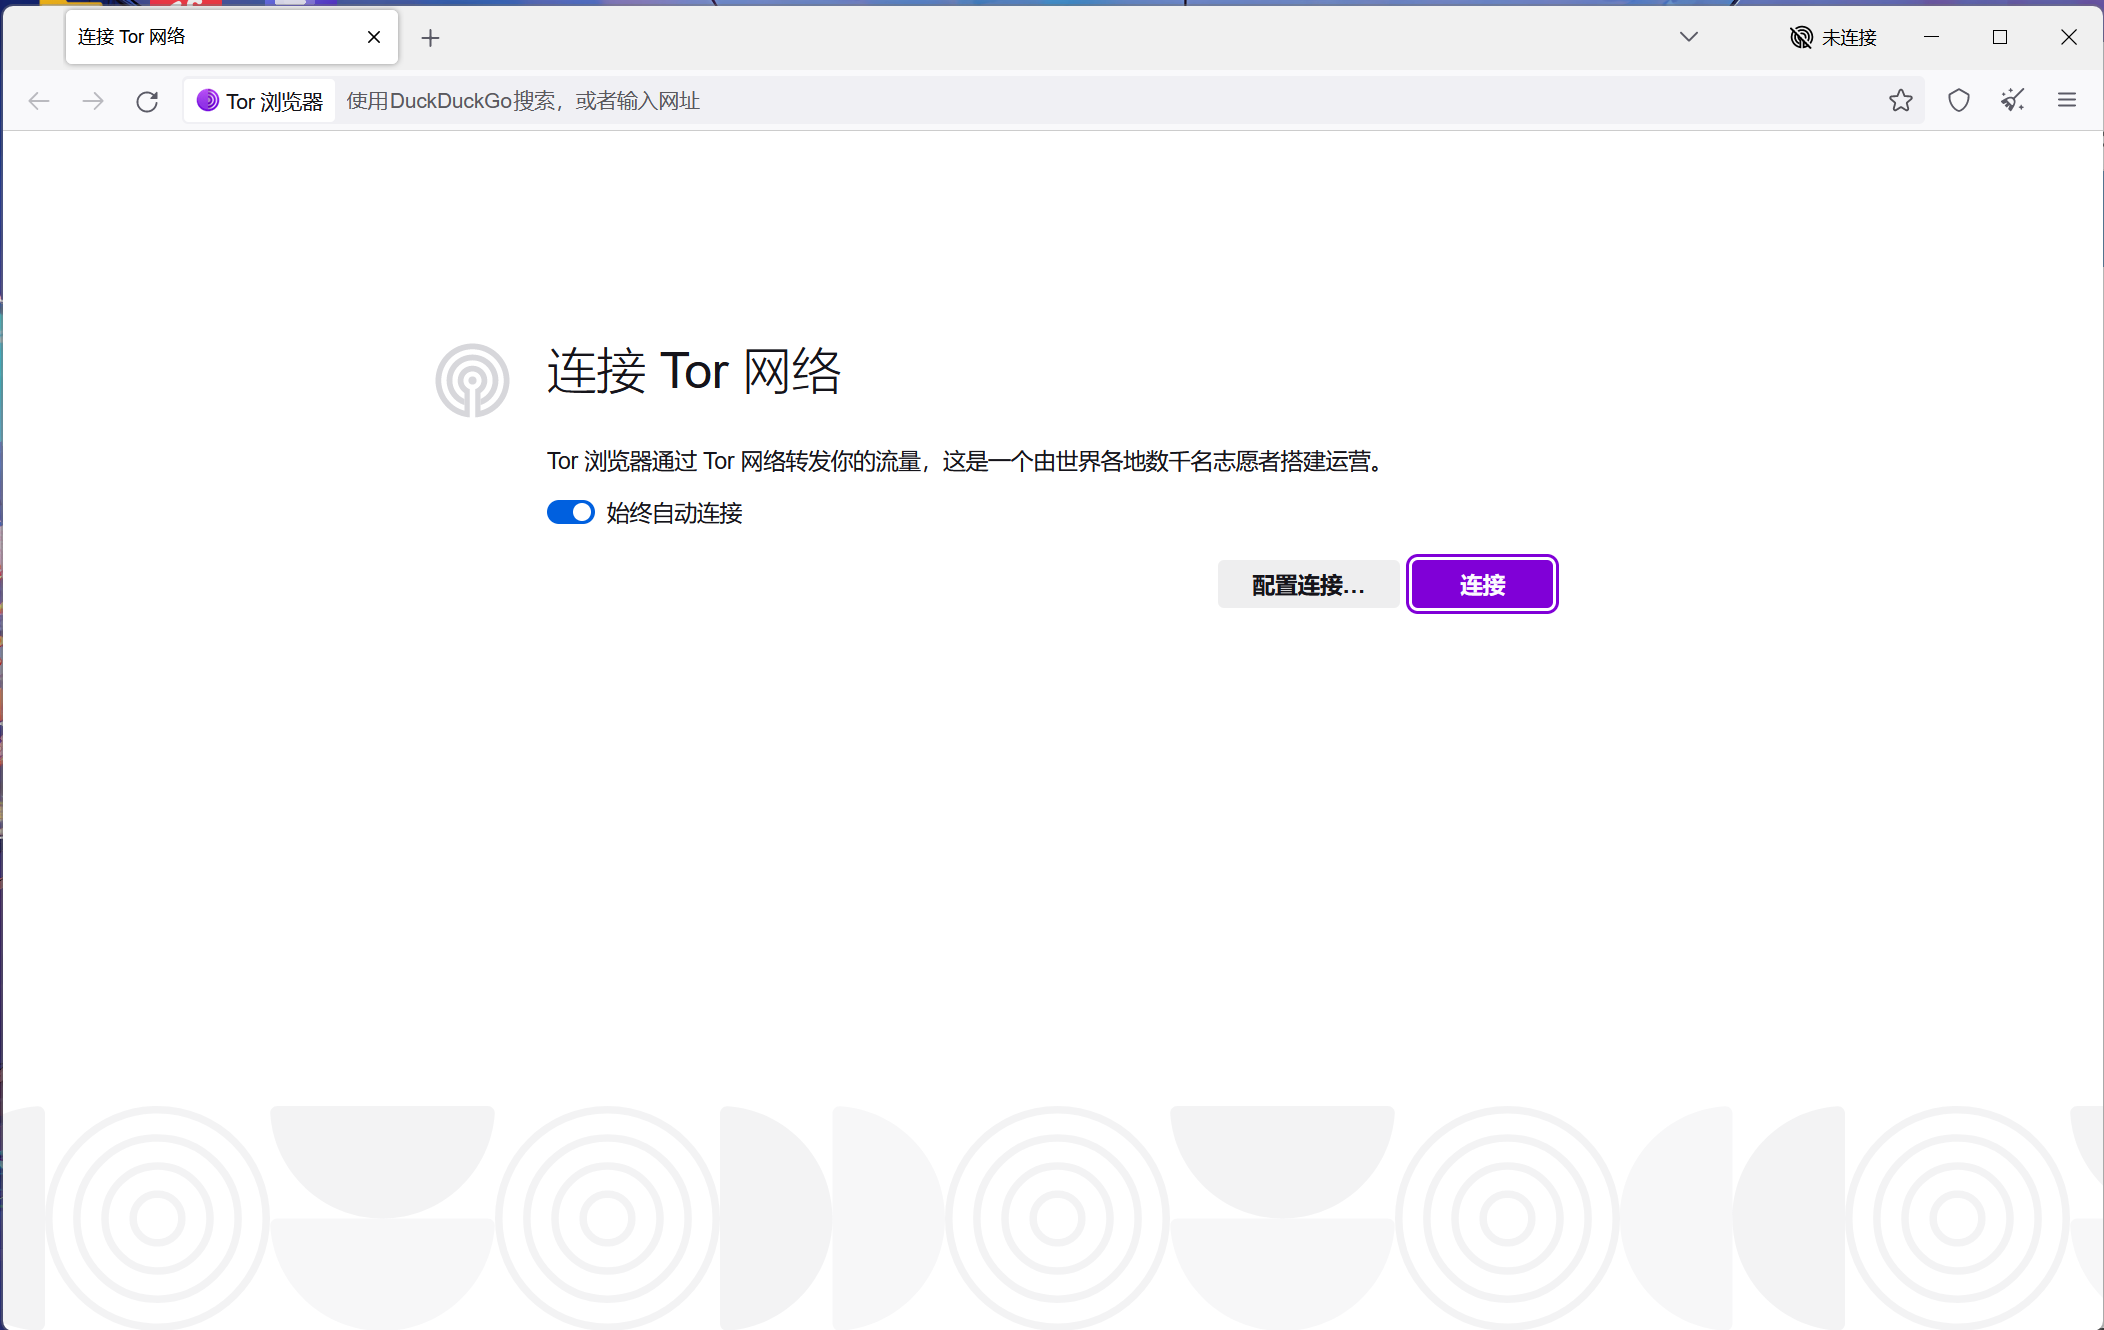 连接 Tor 网络
未连接
Tor 浏览器
使用DuckDuckGo搜索，或者输入网址
连接 Tor 网络
Tor 浏览器通过 Tor 网络转发你的流量，这是一个由世界各地数千名志愿者搭建运营。
始终自动连接
配置连接…
连接